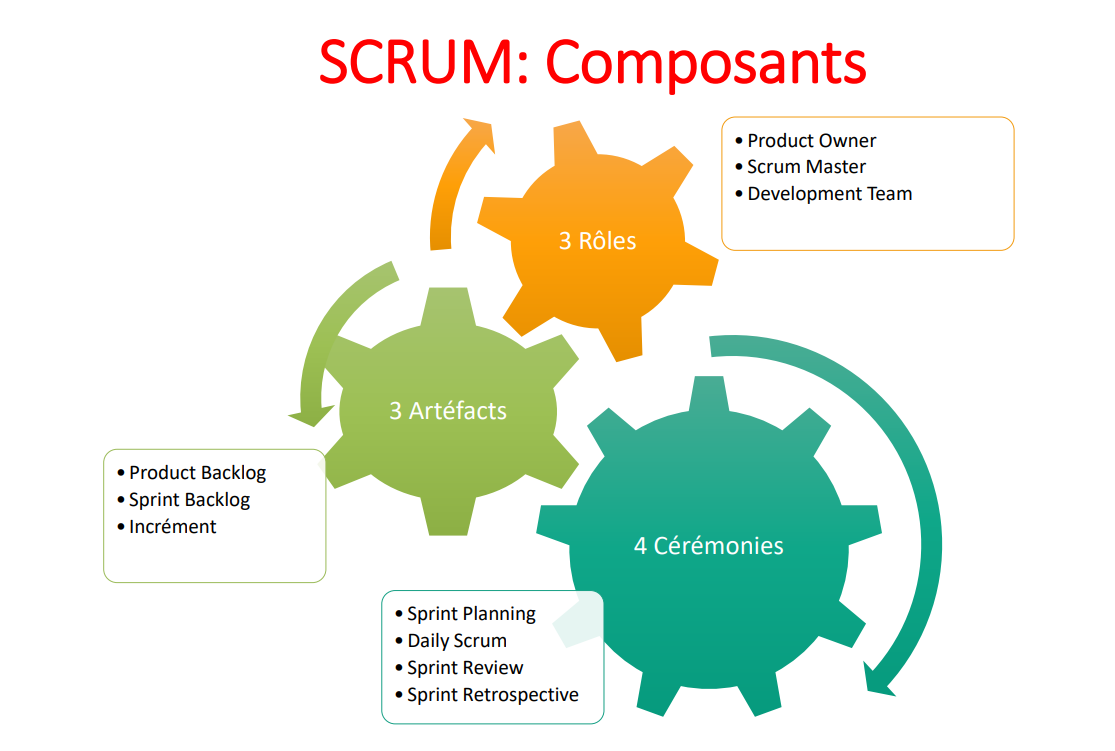 SCRUM: Composants
3 Rôles
• Product Owner
• Scrum Master
• Development Team
3 Artéfacts
• Product Backlog
• Sprint Backlog
• Incrément
4 Cérémonies
• Sprint Planning
• Daily Scrum
• Sprint Review
• Sprint Retrospective